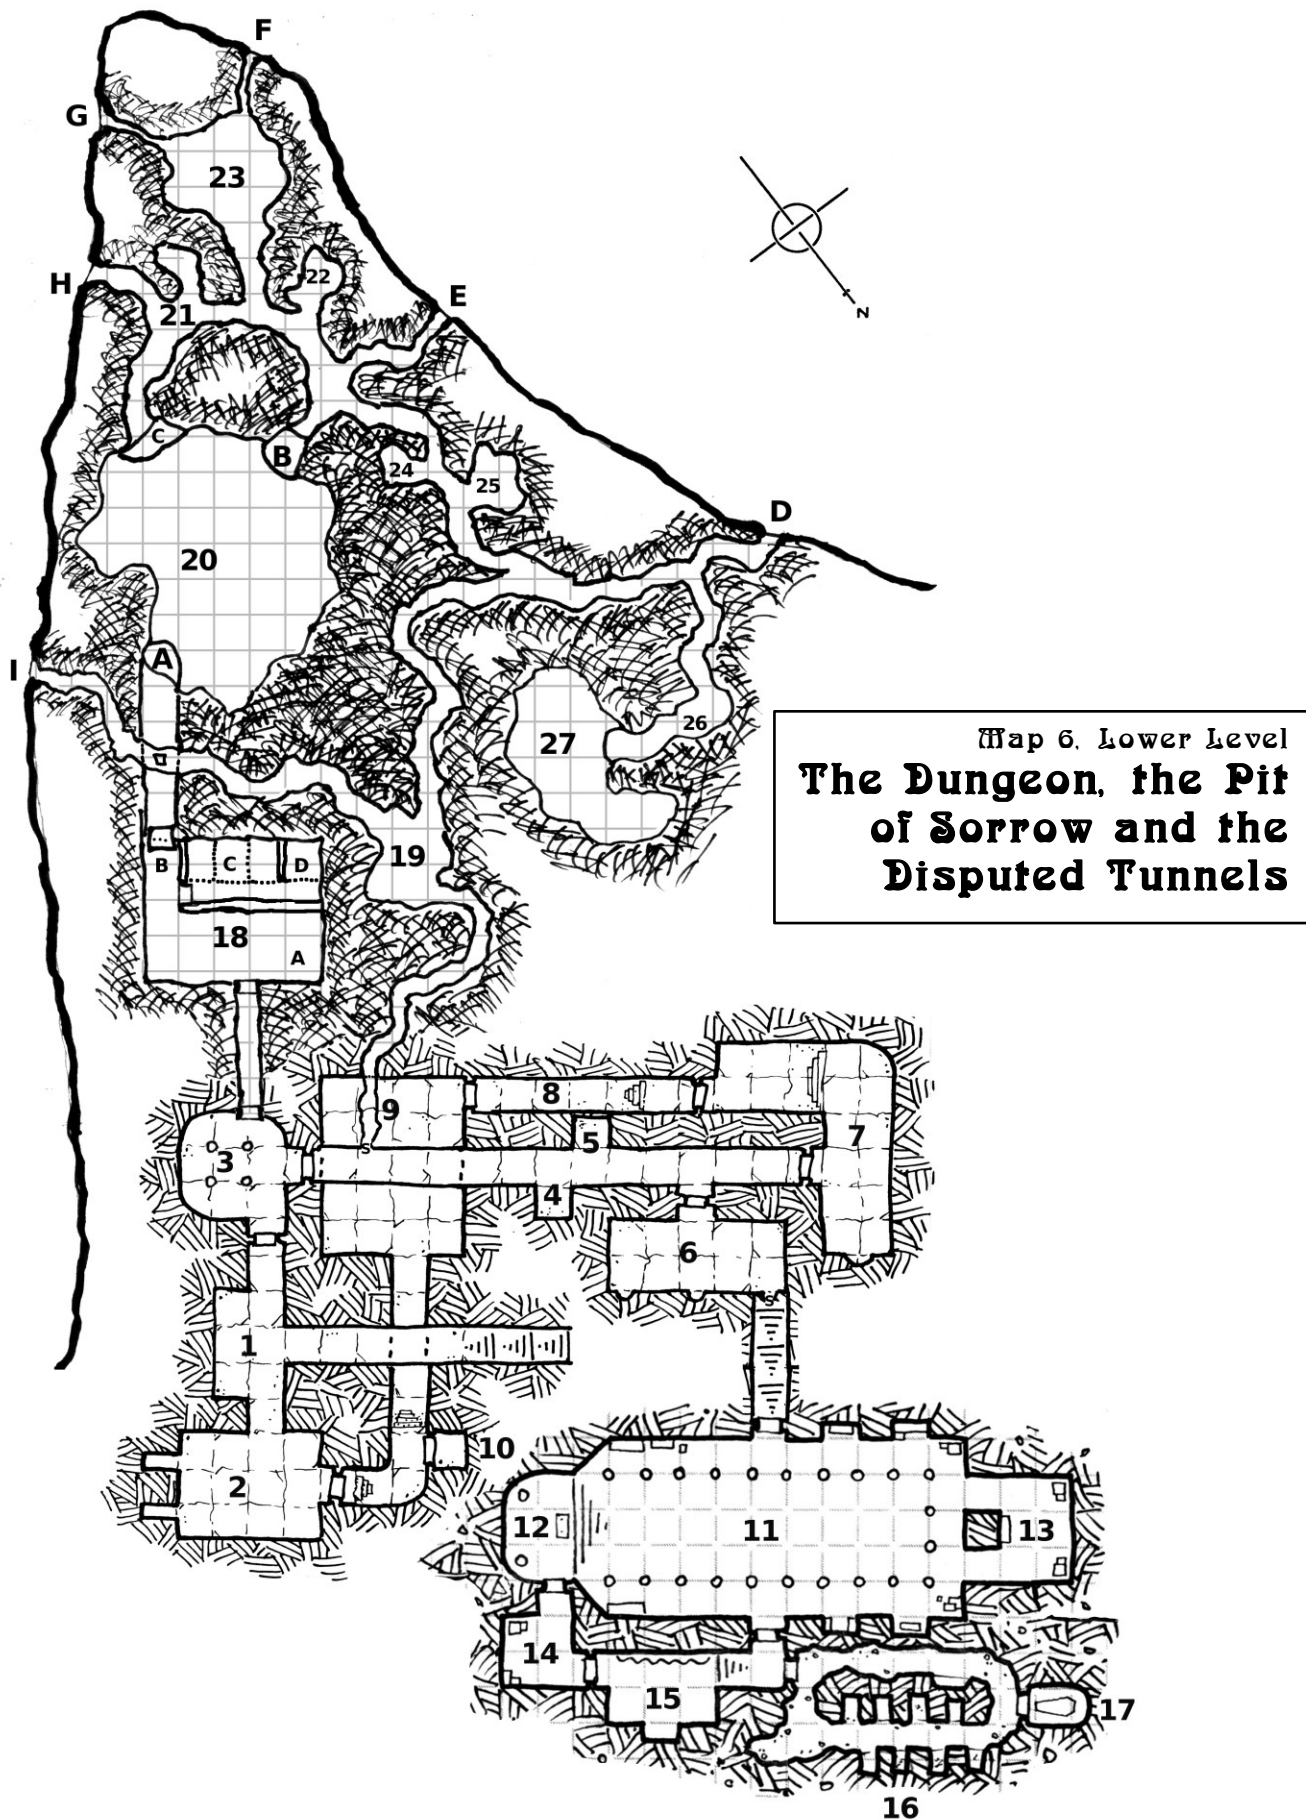 F
G
23
H
22
E
21
N
C
B
24
25
D
20
A
I
26
27
Map 6, Lower Level
The Dungeon, the Pit
of Sorrow and the
Disputed Tunnels
19
B
C
D
18
A
8
9
5
7
3
S
4
6
S
1
10
2
12
11
13
14
15
17
16